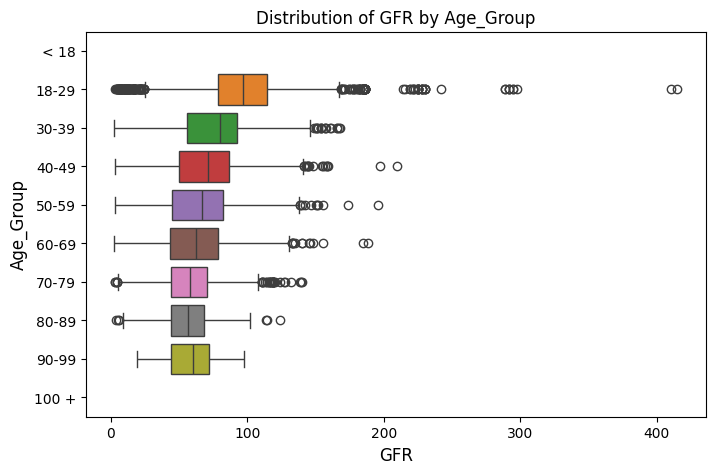 Distribution of GFR by Age_Group
Age_Group
< 18
18-29
30-39
40-49
50-59
60-69
70-79
80-89
90-99
100 +
0 100 200 300 400
GFR